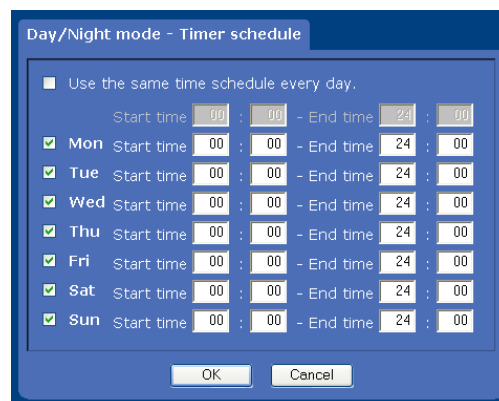 Day/Night mode - Timer schedule
Use the same time schedule every day.
Start time 00 : 00 - End time 24 : 00
Mon Start time 00 : 00 - End time 24 : 00
Tue Start time 00 : 00 - End time 24 : 00
Wed Start time 00 : 00 - End time 24 : 00
Thu Start time 00 : 00 - End time 24 : 00
Fri Start time 00 : 00 - End time 24 : 00
Sat Start time 00 : 00 - End time 24 : 00
Sun Start time 00 : 00 - End time 24 : 00
OK Cancel